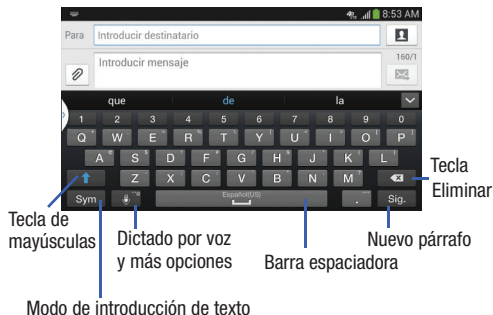 8:53 AM
Para Introducir destinatario
Introducir mensaje 160/1
que de la
1 2 3 4 5 6 7 8 9 0
Q W E R T Y U I O P
A S D F G H J K L
Z X C V B N M
Sym Español(US) . Sig.
Tecla
Eliminar
Tecla de
mayúsculas
Dictado por voz
y más opciones
Barra espaciadora
Nuevo párrafo
Modo de introducción de texto